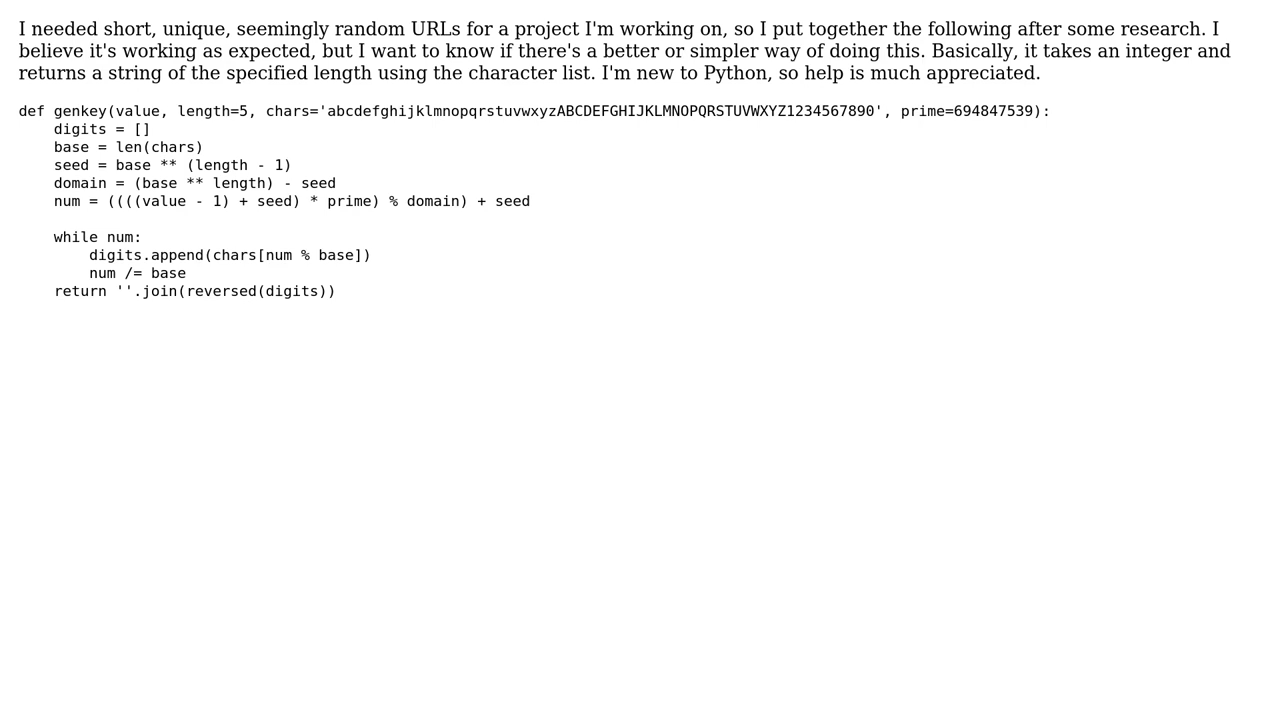 I needed short, unique, seemingly random URLs for a project I'm working on, so I put together the following after some research. I
believe it's working as expected, but I want to know if there's a better or simpler way of doing this. Basically, it takes an integer and
returns a string of the specified length using the character list. I'm new to Python, so help is much appreciated.
def genkey(value, length=5, chars='abcdefghijklmnopqrstuvwxyzABCDEFGHIJKLMNOPQRSTUVWXYZ1234567890', prime=694847539):
    digits = []
    base = len(chars)
    seed = base ** (length - 1)
    domain = (base ** length) - seed
    num = ((((value - 1) + seed) * prime) % domain) + seed
    while num:
        digits.append(chars[num % base])
        num /= base
    return ''.join(reversed(digits))